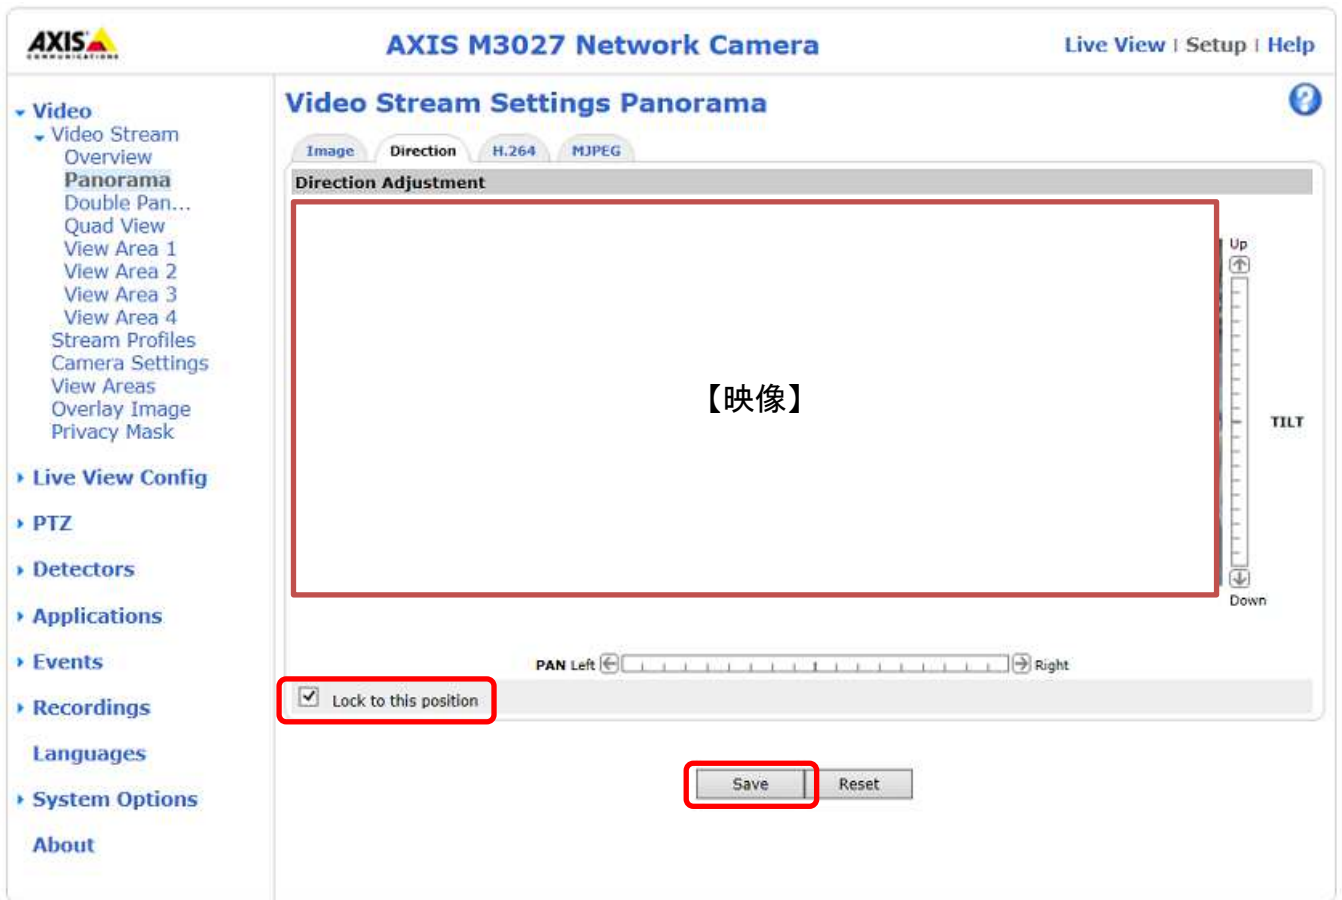 AXIS
COMMUNICATIONS
AXIS M3027 Network Camera
Live View | Setup | Help
Video
Video Stream
Overview
Panorama
Double Pan...
Quad View
View Area 1
View Area 2
View Area 3
View Area 4
Stream Profiles
Camera Settings
View Areas
Overlay Image
Privacy Mask
Live View Config
PTZ
Detectors
Applications
Events
Recordings
Languages
System Options
About
Video Stream Settings Panorama
?
Image Direction H.264 MJPEG
Direction Adjustment
【映像】
Up
TILT
Down
PAN Left Right
Lock to this position
Save Reset